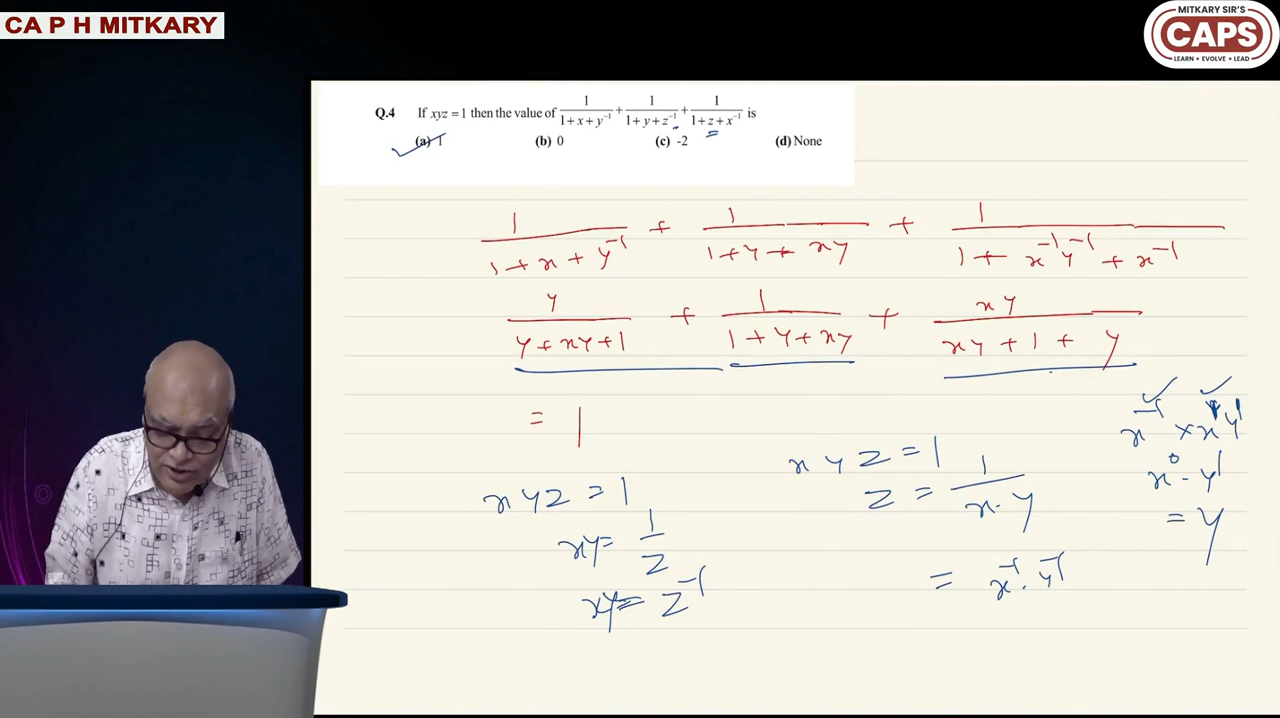 CA P H MITKARY
MITKARY SIR'S
CAPS
LEARN • EVOLVE • LEAD
Q.4 If xyz = 1 then the value of 1/(1+x+y⁻¹) + 1/(1+y+z⁻¹) + 1/(1+z+x⁻¹) is
(a) 1 (b) 0 (c) -2 (d) None
1/(1+x+y⁻¹) + 1/(1+y+xy) + 1/(1+x⁻¹y⁻¹+x⁻¹)
y/(y+xy+1) + 1/(1+y+xy) + xy/(xy+1+y)
= 1
xyz = 1
xy = 1/z
xy = z⁻¹
xyz = 1
z = 1/(x·y)
= x⁻¹·y⁻¹
x⁻¹ × x¹y¹
x⁰·y¹
= y